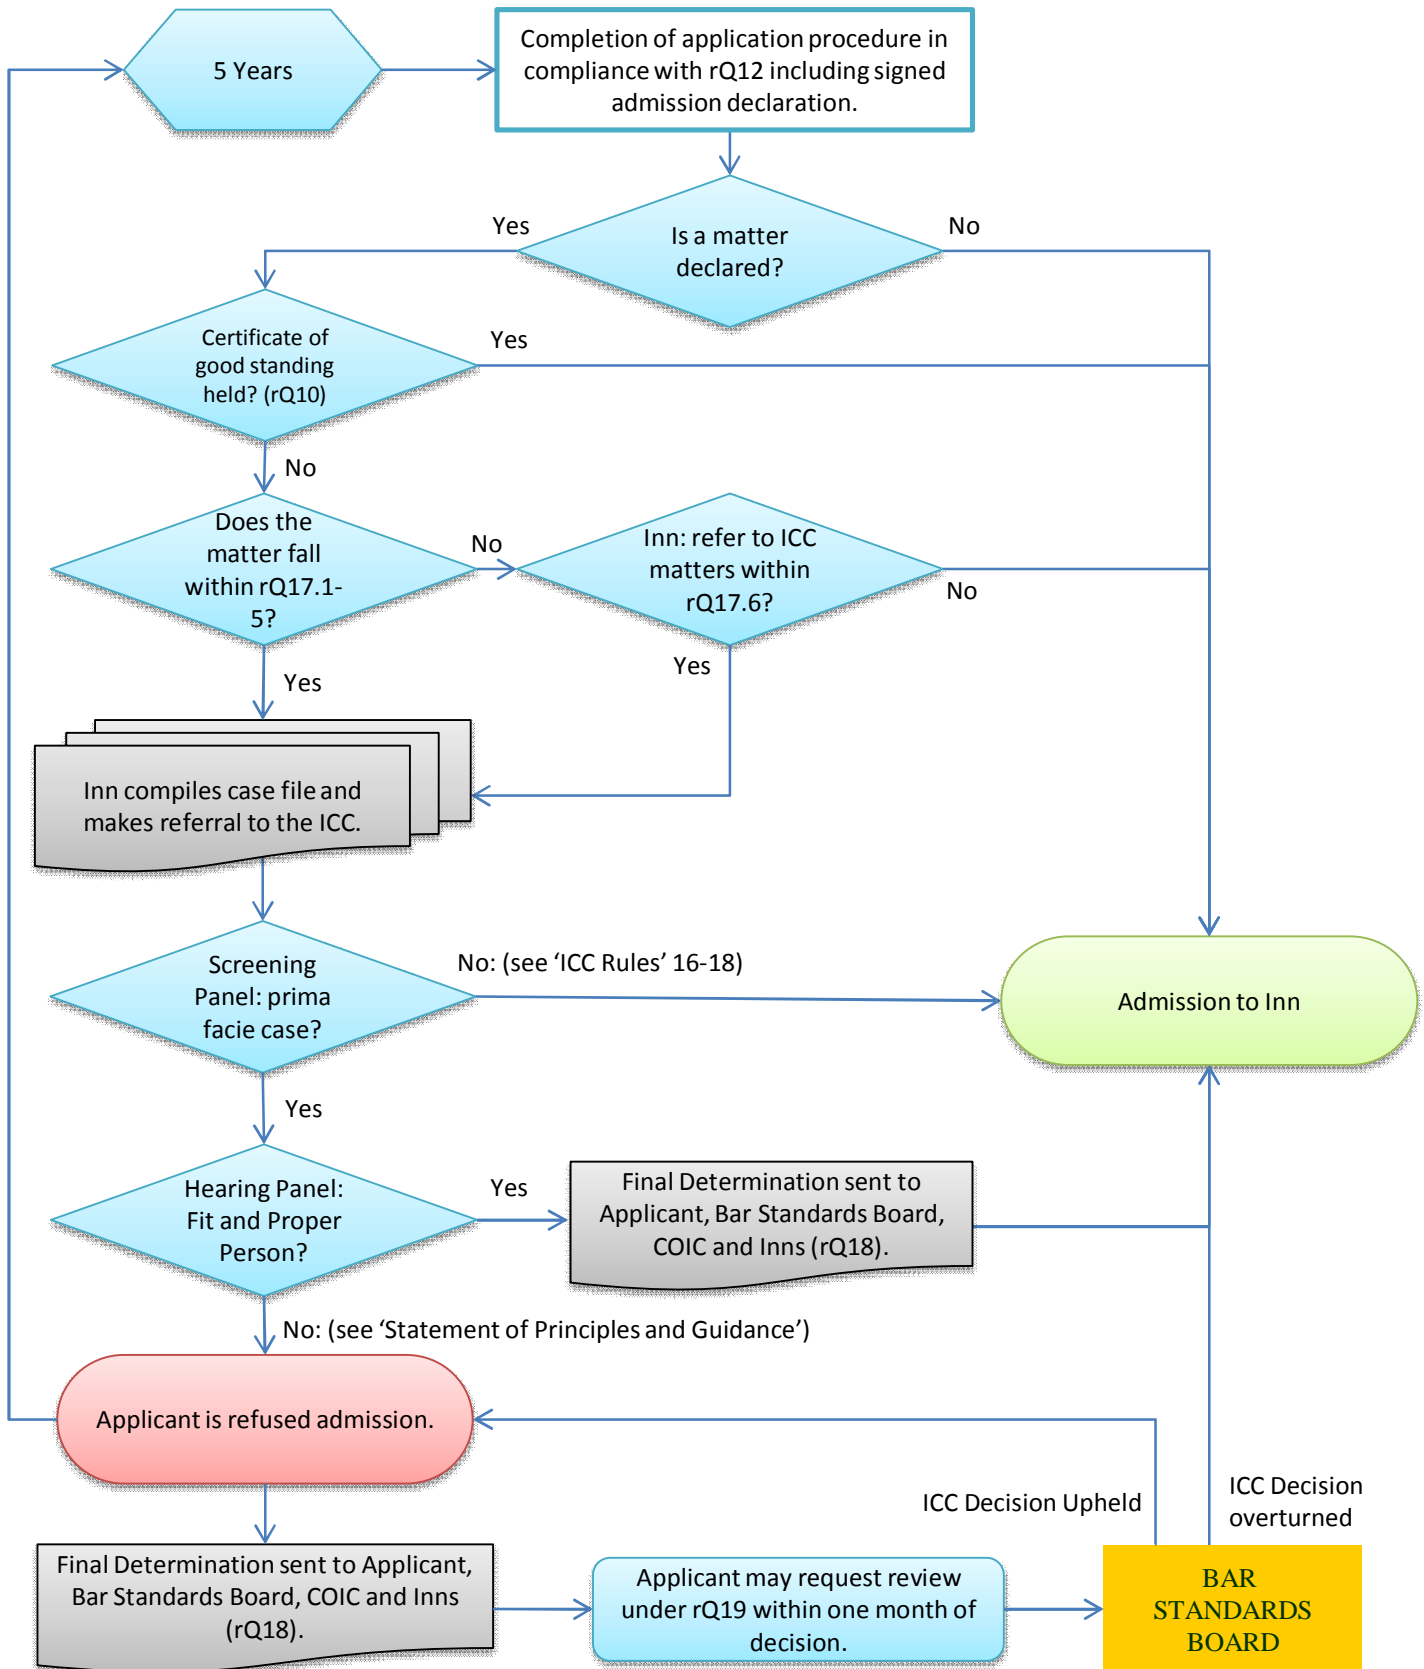 5 Years
Completion of application procedure in
compliance with rQ12 including signed
admission declaration.
Is a matter
declared?
Yes
No
Certificate of
good standing
held? (rQ10)
Yes
No
Does the
matter fall
within rQ17.1-
5?
No
Inn: refer to ICC
matters within
rQ17.6?
No
Yes
Yes
Inn compiles case file and
makes referral to the ICC.
Screening
Panel: prima
facie case?
No: (see ‘ICC Rules’ 16-18)
Admission to Inn
Yes
Hearing Panel:
Fit and Proper
Person?
Yes
Final Determination sent to
Applicant, Bar Standards Board,
COIC and Inns (rQ18).
No: (see ‘Statement of Principles and Guidance’)
Applicant is refused admission.
ICC Decision Upheld
ICC Decision
overturned
Final Determination sent to Applicant,
Bar Standards Board, COIC and Inns
(rQ18).
Applicant may request review
under rQ19 within one month of
decision.
BAR
STANDARDS
BOARD